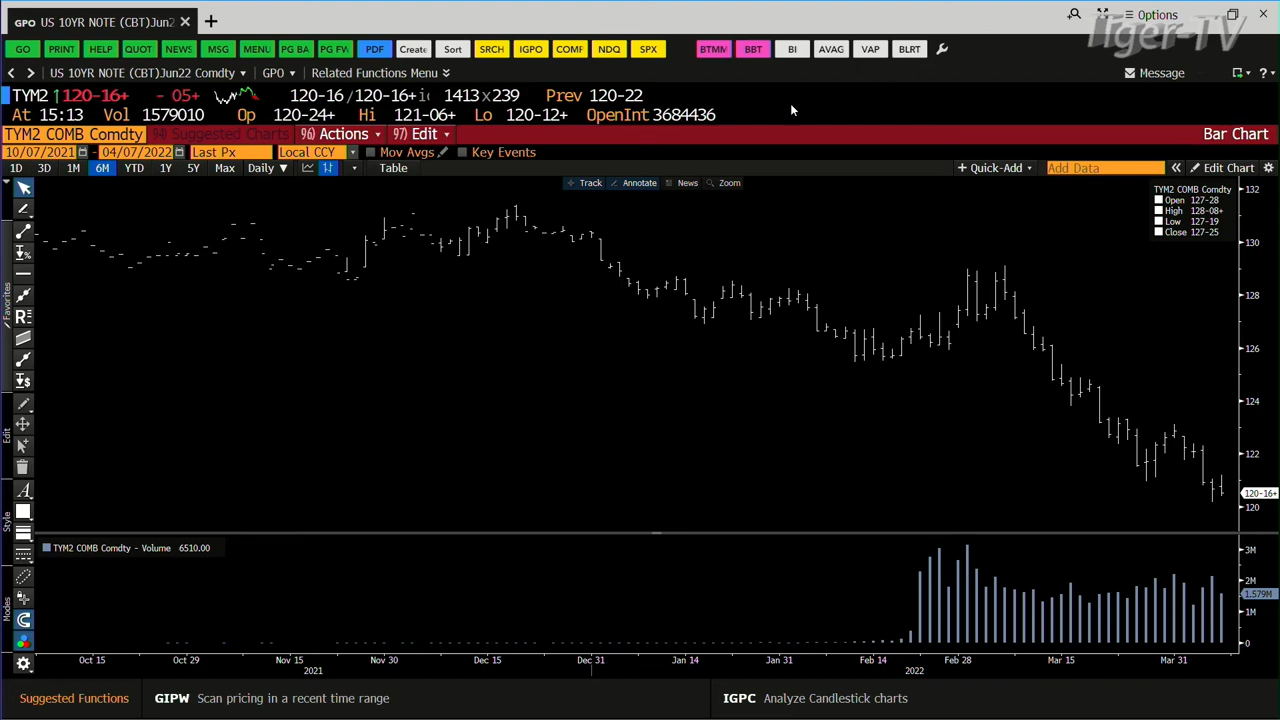 GPO US 10YR NOTE (CBT)Jun2
Options
Tiger-TV
GO PRINT HELP QUOT NEWS MSG MENU PG BA PG FW PDF Create Sort SRCH IGPO COMF NDQ SPX BTMM BBT BI AVAG VAP BLRT
US 10YR NOTE (CBT)Jun22 Comdty GPO Related Functions Menu Message ?
TYM2 ↑120-16+ - 05+ 120-16/120-16+ic 1413x239 Prev 120-22
At 15:13 Vol 1579010 Op 120-24+ Hi 121-06+ Lo 120-12+ OpenInt 3684436
TYM2 COMB Comdty 94) Suggested Charts 96) Actions 97) Edit Bar Chart
10/07/2021 - 04/07/2022 Last Px Local CCY Mov Avgs Key Events
1D 3D 1M 6M YTD 1Y 5Y Max Daily Table + Quick-Add Add Data Edit Chart
Track Annotate News Zoom
TYM2 COMB Comdty
Open 127-28
High 128-08+
Low 127-19
Close 127-25
132
130
128
126
124
122
120-16+
120
Favorites
Edit
Style
Modes
TYM2 COMB Comdty - Volume 6510.00
3M
2M
1.579M
1M
0
Oct 15 Oct 29 Nov 15 Nov 30 Dec 15 Dec 31 Jan 14 Jan 31 Feb 14 Feb 28 Mar 15 Mar 31
2021 2022
Suggested Functions GIPW Scan pricing in a recent time range IGPC Analyze Candlestick charts